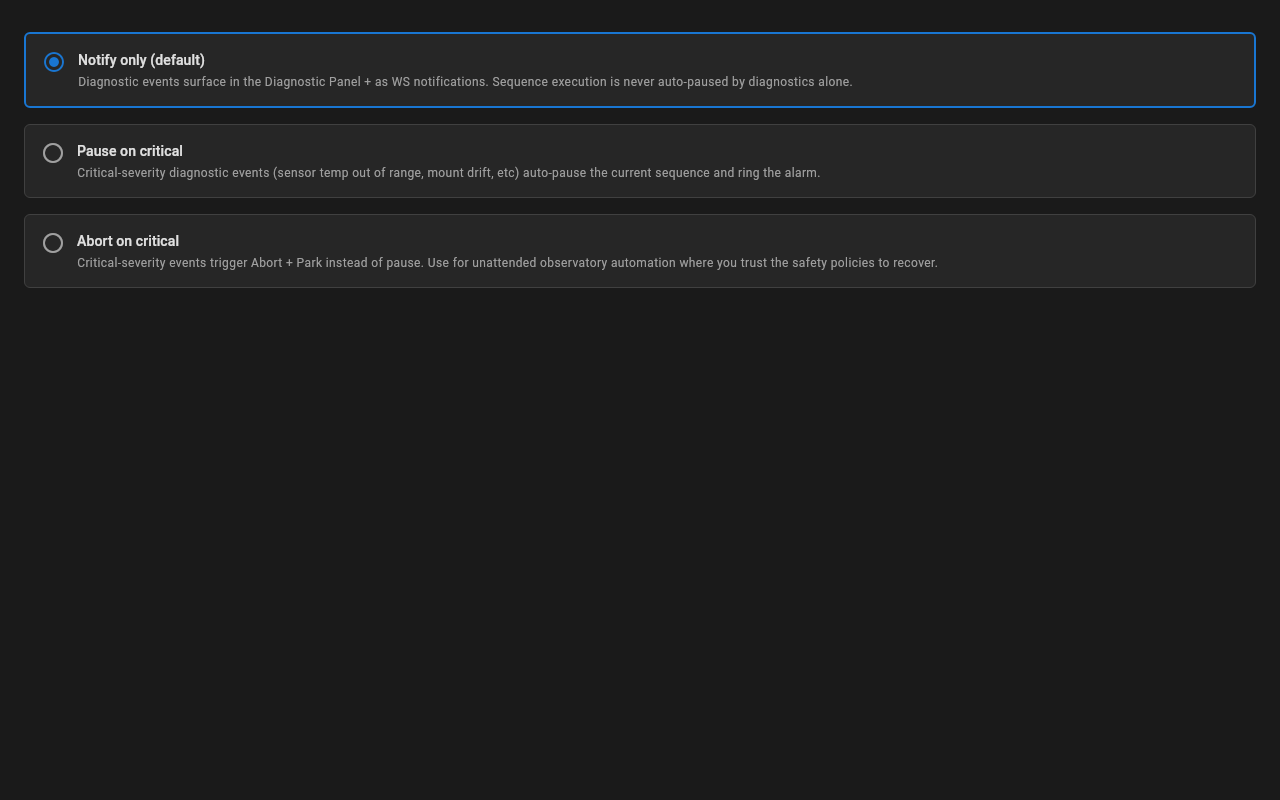 Notify only (default)
Diagnostic events surface in the Diagnostic Panel + as WS notifications. Sequence execution is never auto-paused by diagnostics alone.
Pause on critical
Critical-severity diagnostic events (sensor temp out of range, mount drift, etc) auto-pause the current sequence and ring the alarm.
Abort on critical
Critical-severity events trigger Abort + Park instead of pause. Use for unattended observatory automation where you trust the safety policies to recover.